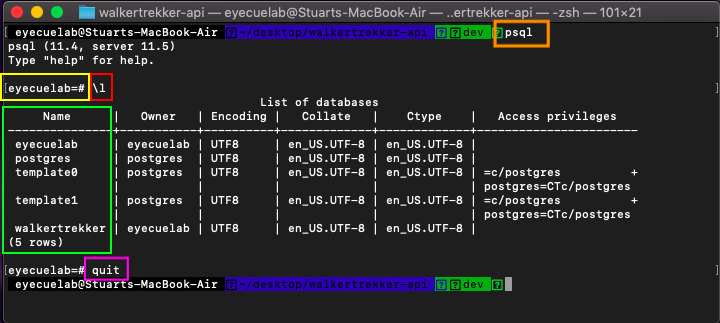 walkertrekker-api — eyecuelab@Stuarts-MacBook-Air — ..ertrekker-api — -zsh — 101×21
[ eyecuelab@Stuarts-MacBook-Air ? ~/desktop/walkertrekker-api ? ? dev ? psql
psql (11.4, server 11.5)
Type "help" for help.
[eyecuelab=# \l
List of databases
Name | Owner | Encoding | Collate | Ctype | Access privileges
---------------+-----------+----------+-------------+-------------+-----------------------
eyecuelab | eyecuelab | UTF8 | en_US.UTF-8 | en_US.UTF-8 |
postgres | postgres | UTF8 | en_US.UTF-8 | en_US.UTF-8 |
template0 | postgres | UTF8 | en_US.UTF-8 | en_US.UTF-8 | =c/postgres +
| | | | | postgres=CTc/postgres
template1 | postgres | UTF8 | en_US.UTF-8 | en_US.UTF-8 | =c/postgres +
| | | | | postgres=CTc/postgres
walkertrekker | eyecuelab | UTF8 | en_US.UTF-8 | en_US.UTF-8 |
(5 rows)
[eyecuelab=# quit
eyecuelab@Stuarts-MacBook-Air ? ~/desktop/walkertrekker-api ? ? dev ?